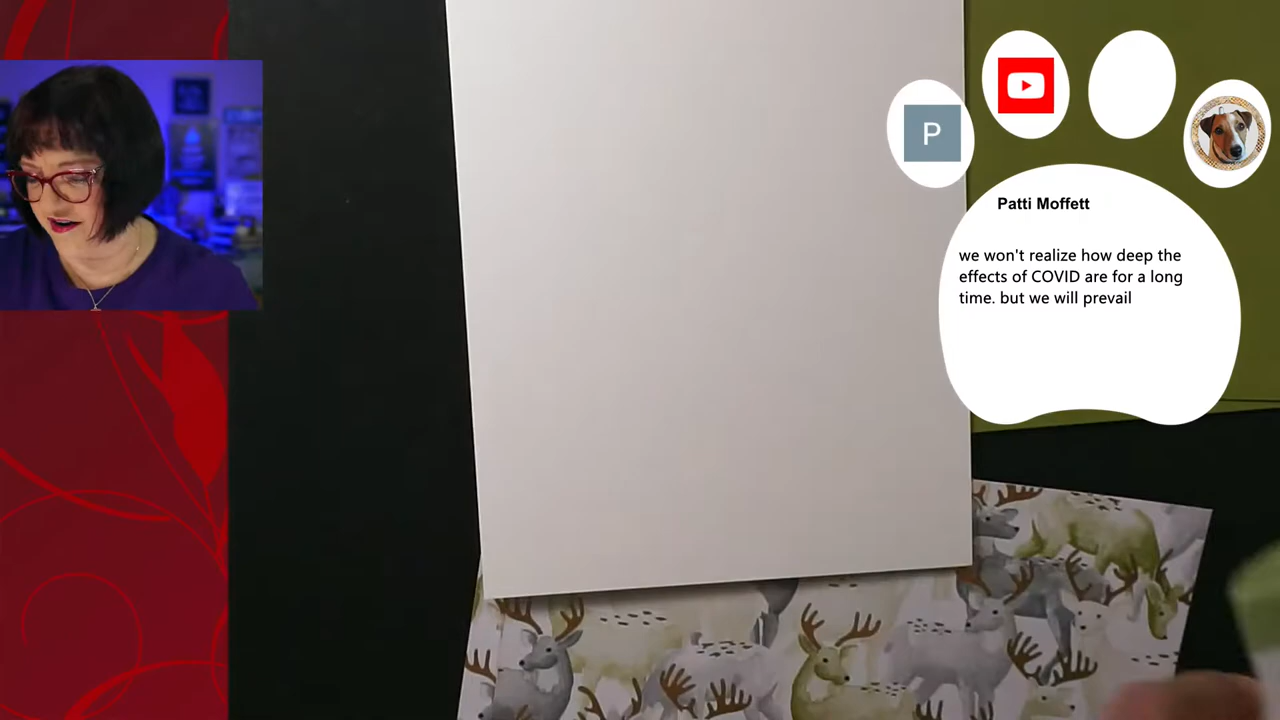 P
Patti Moffett
we won't realize how deep the
effects of COVID are for a long
time. but we will prevail